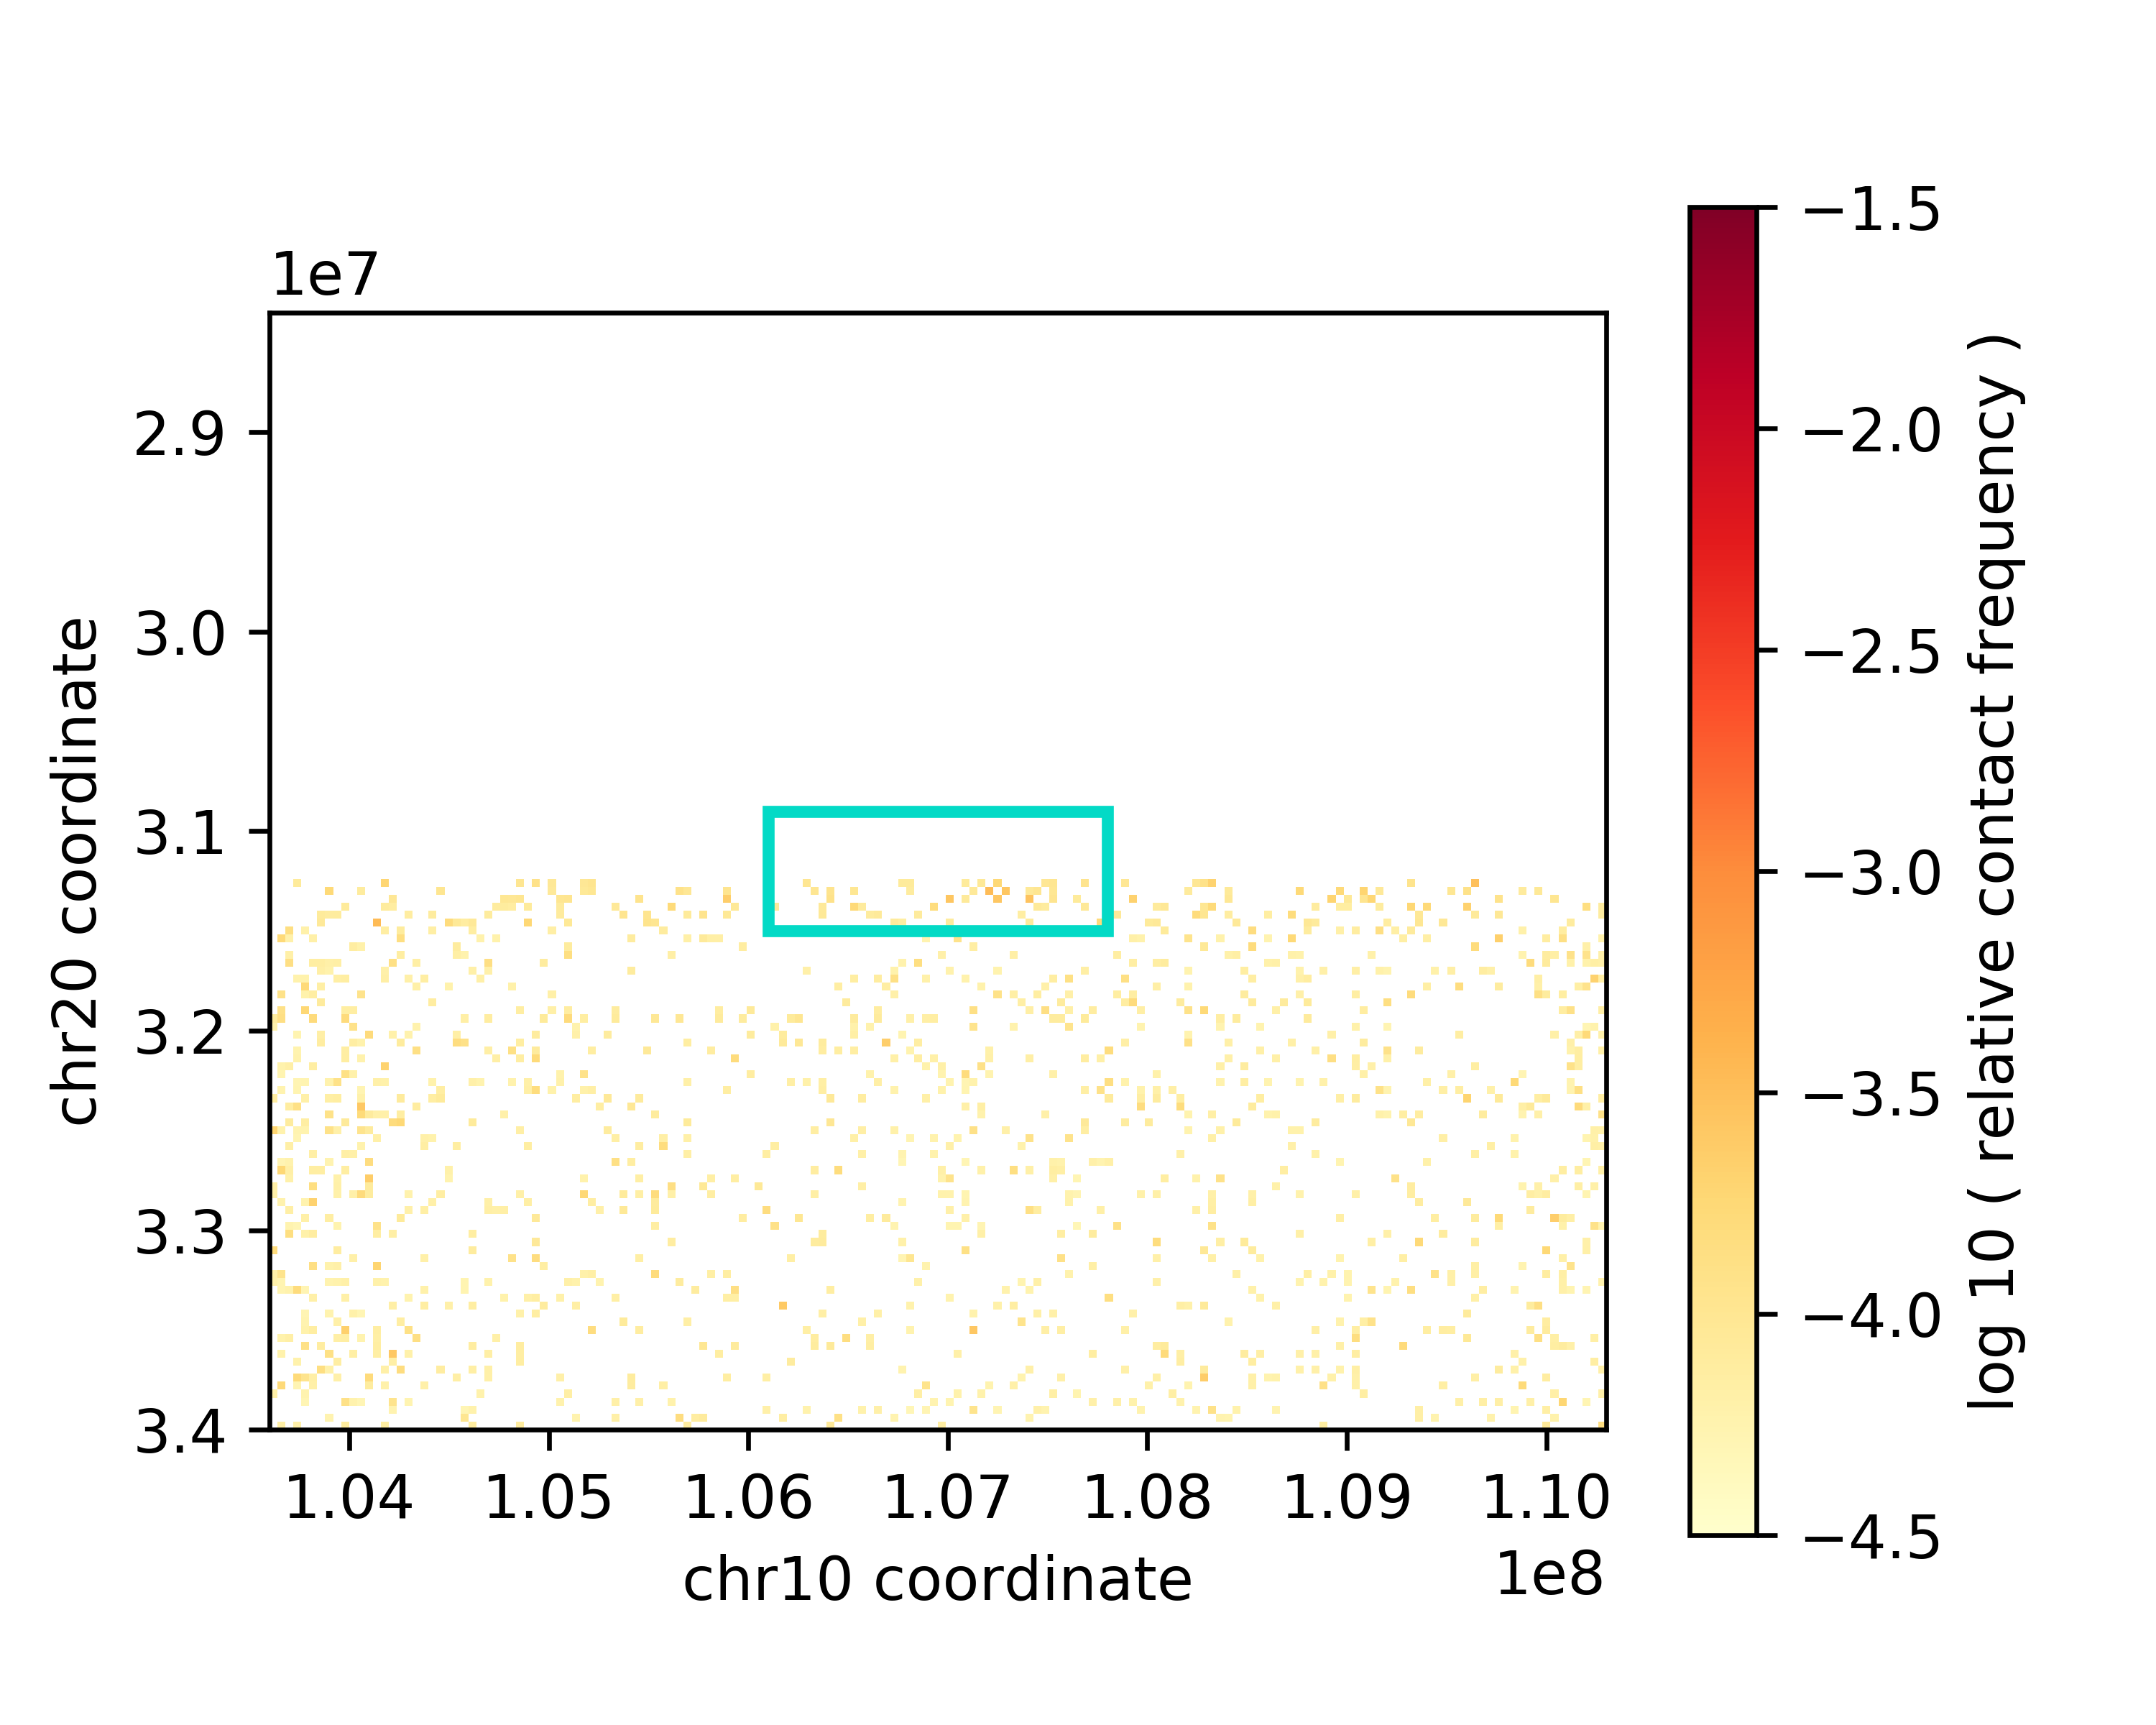 1e7
2.9
3.0
3.1
3.2
3.3
3.4
chr20 coordinate
1.04 1.05 1.06 1.07 1.08 1.09 1.10
chr10 coordinate
1e8
−1.5
−2.0
−2.5
−3.0
−3.5
−4.0
−4.5
log 10 ( relative contact frequency )